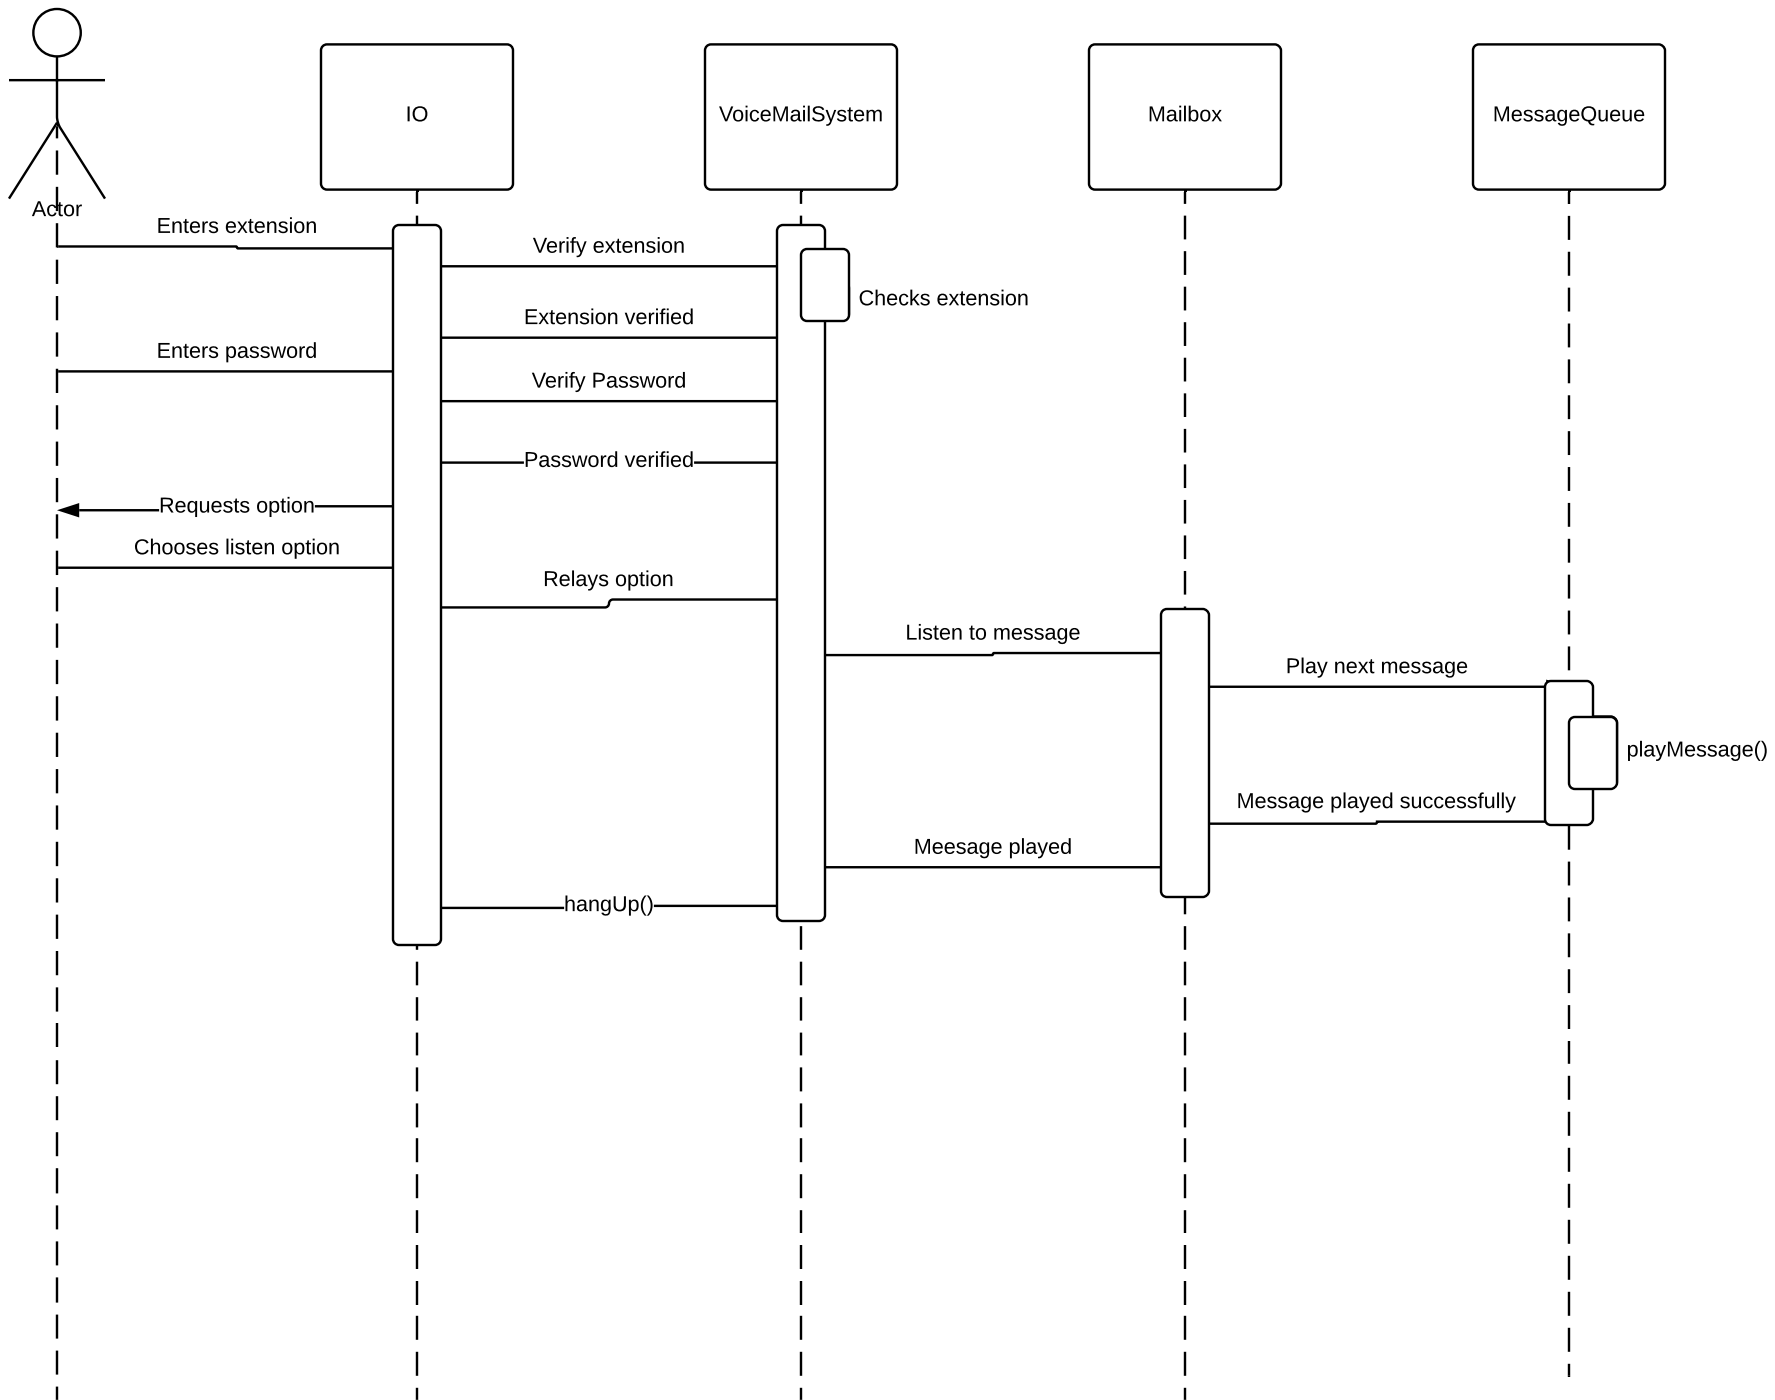 IO
VoiceMailSystem
Mailbox
MessageQueue
Actor
Enters extension
Verify extension
Checks extension
Extension verified
Enters password
Verify Password
Password verified
Requests option
Chooses listen option
Relays option
Listen to message
Play next message
playMessage()
Message played successfully
Meesage played
hangUp()